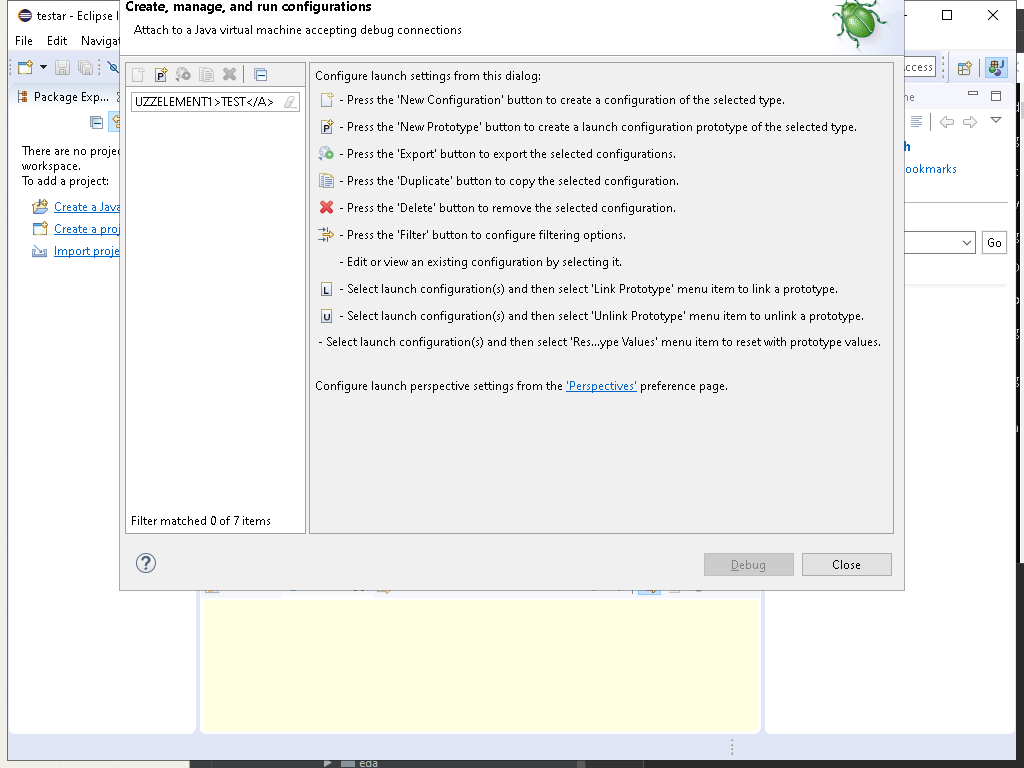 testar - Eclipse I
Create, manage, and run configurations
Attach to a Java virtual machine accepting debug connections
File Edit Navigat
Package Exp...
ccess
UZZELEMENT1>TEST</A>
There are no projec
workspace.
To add a project:
Create a Java
Create a proj
Import proje
Configure launch settings from this dialog:
- Press the 'New Configuration' button to create a configuration of the selected type.
P - Press the 'New Prototype' button to create a launch configuration prototype of the selected type.
- Press the 'Export' button to export the selected configurations.
- Press the 'Duplicate' button to copy the selected configuration.
- Press the 'Delete' button to remove the selected configuration.
- Press the 'Filter' button to configure filtering options.
- Edit or view an existing configuration by selecting it.
L - Select launch configuration(s) and then select 'Link Prototype' menu item to link a prototype.
U - Select launch configuration(s) and then select 'Unlink Prototype' menu item to unlink a prototype.
- Select launch configuration(s) and then select 'Res...ype Values' menu item to reset with prototype values.
Configure launch perspective settings from the 'Perspectives' preference page.
ne
h
ookmarks
Go
Filter matched 0 of 7 items
?
Debug
Close
eda